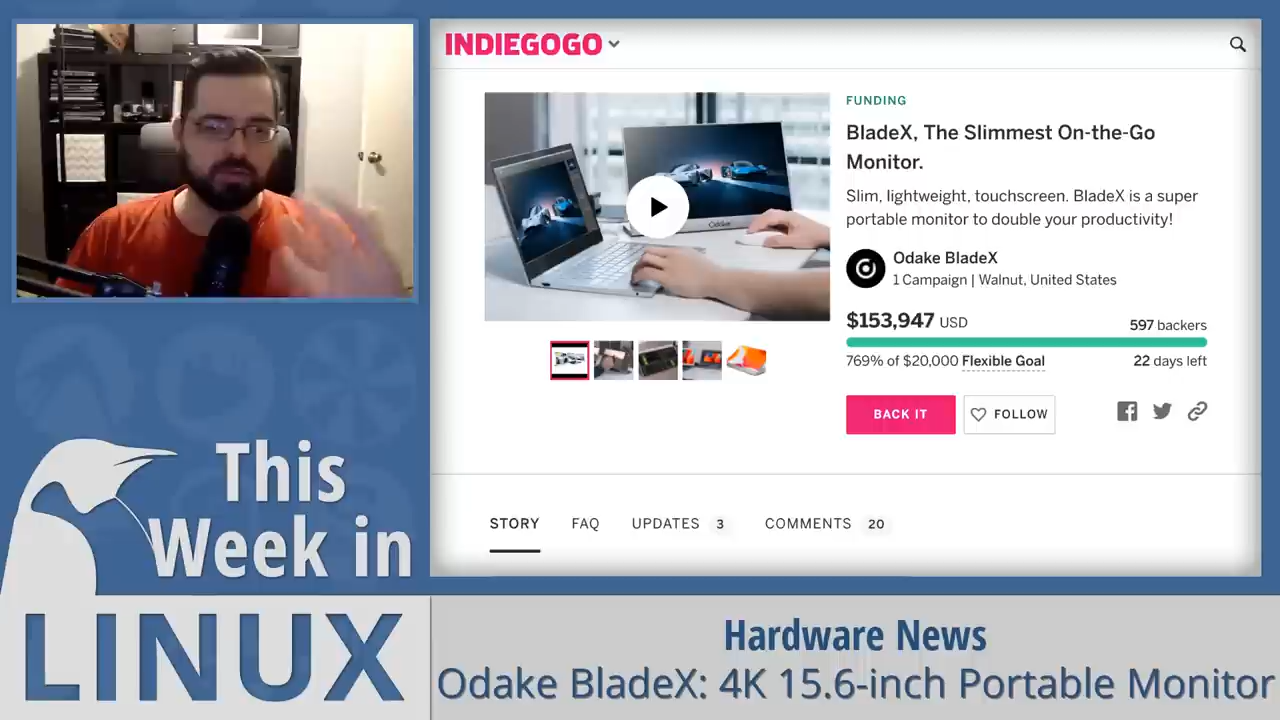 INDIEGOGO
FUNDING
BladeX, The Slimmest On-the-Go
Monitor.
Slim, lightweight, touchscreen. BladeX is a super
portable monitor to double your productivity!
Odake BladeX
1 Campaign | Walnut, United States
$153,947 USD
597 backers
769% of $20,000 Flexible Goal
22 days left
BACK IT
FOLLOW
STORY
FAQ
UPDATES 3
COMMENTS 20
This
Week in
LINUX
Hardware News
Odake BladeX: 4K 15.6-inch Portable Monitor